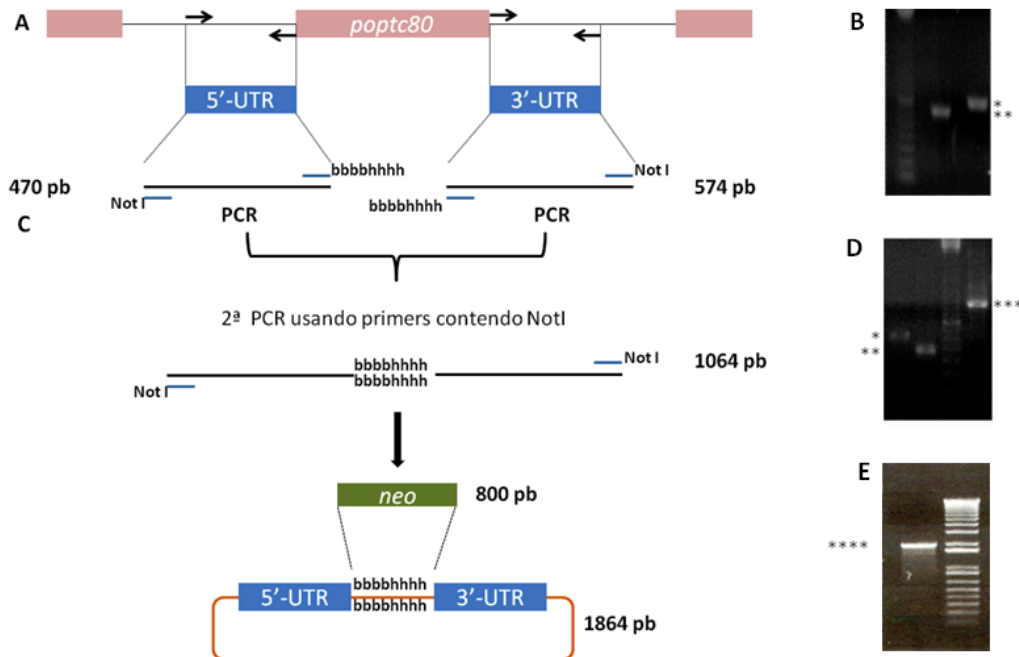 A
poptc80
B
*
**
5'-UTR
3'-UTR
470 pb
bbbbhhhh
Not I
Not I
bbbbhhhh
574 pb
PCR
PCR
C
D
*
**
***
2ª PCR usando primers contendo NotI
bbbbhhhh
bbbbhhhh
Not I
Not I
1064 pb
neo
800 pb
E
****
5'-UTR
bbbbhhhh
bbbbhhhh
3'-UTR
1864 pb